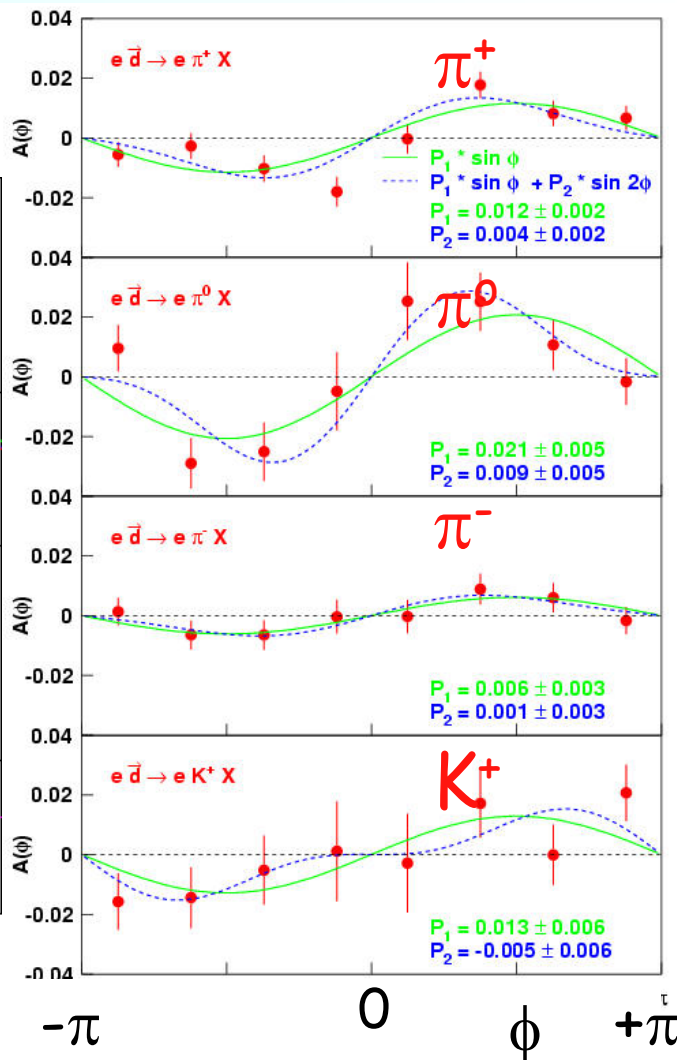 0.04
e d⃗ → e π⁺ X
π⁺
0.02
A(ϕ)
0
P₁ * sin ϕ
P₁ * sin ϕ + P₂ * sin 2ϕ
-0.02
P₁ = 0.012 ± 0.002
P₂ = 0.004 ± 0.002
0.04
e d⃗ → e π⁰ X
π⁰
0.02
A(ϕ)
0
-0.02
P₁ = 0.021 ± 0.005
P₂ = 0.009 ± 0.005
0.04
e d⃗ → e π⁻ X
π⁻
0.02
A(ϕ)
0
-0.02
P₁ = 0.006 ± 0.003
P₂ = 0.001 ± 0.003
0.04
e d⃗ → e K⁺ X
K⁺
0.02
A(ϕ)
0
-0.02
P₁ = 0.013 ± 0.006
P₂ = -0.005 ± 0.006
-0.04
-π 0 ϕ +π